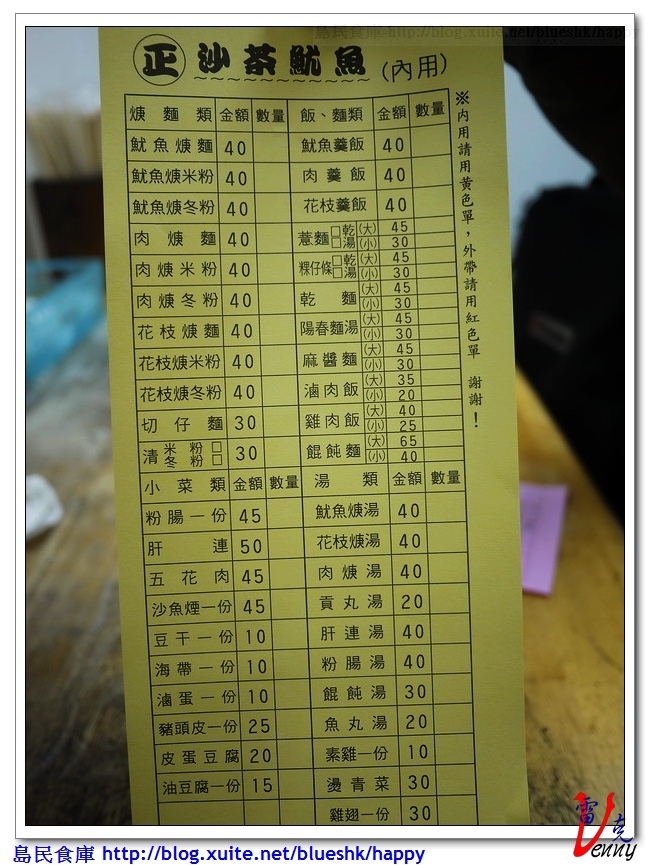 島民食庫 http://blog.xuite.net/blueshk/happy
正 沙茶魷魚 (內用)
焿麵類 金額 數量 飯、麵類 金額 數量
魷魚焿麵 40 魷魚羹飯 40
魷魚焿米粉 40 肉羹飯 40
魷魚焿冬粉 40 花枝羹飯 40
肉焿麵 40 薏麵 □乾 □湯 (大) 45 (小) 30
肉焿米粉 40 粿仔條 □乾 □湯 (大) 45 (小) 30
肉焿冬粉 40 乾麵 (大) 45 (小) 30
花枝焿麵 40 陽春麵湯 (大) 45 (小) 30
花枝焿米粉 40 麻醬麵 (大) 45 (小) 30
花枝焿冬粉 40 滷肉飯 (大) 35 (小) 20
切仔麵 30 雞肉飯 (大) 40 (小) 25
清 米粉□ 冬粉□ 30 餛飩麵 (大) 65 (小) 40
小菜類 金額 數量 湯類 金額 數量
粉腸一份 45 魷魚焿湯 40
肝連 50 花枝焿湯 40
五花肉 45 肉焿湯 40
沙魚煙一份 45 貢丸湯 20
豆干一份 10 肝連湯 40
海帶一份 10 粉腸湯 40
滷蛋一份 10 餛飩湯 30
豬頭皮一份 25 魚丸湯 20
皮蛋豆腐 20 素雞一份 10
油豆腐一份 15 燙青菜 30
雞翅一份 30
※內用請用黃色單，外帶請用紅色單 謝謝！
雷克
Venny
島民食庫 http://blog.xuite.net/blueshk/happy